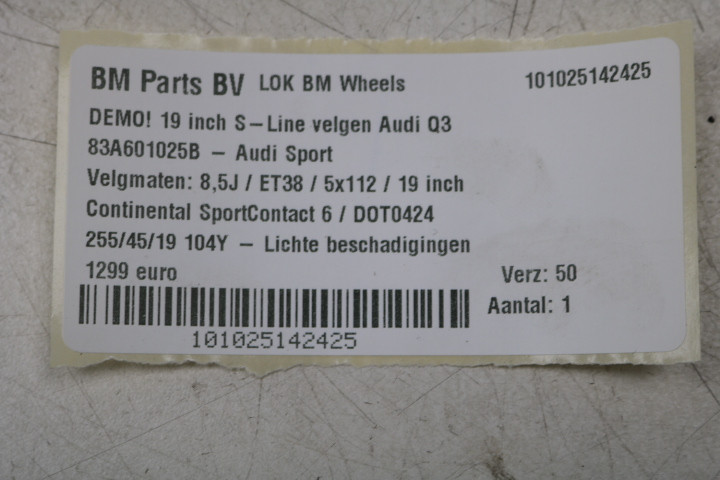 BM Parts BV LOK BM Wheels 101025142425
DEMO! 19 inch S-Line velgen Audi Q3
83A601025B - Audi Sport
Velgmaten: 8,5J / ET38 / 5x112 / 19 inch
Continental SportContact 6 / DOT0424
255/45/19 104Y - Lichte beschadigingen
1299 euro Verz: 50
Aantal: 1
101025142425